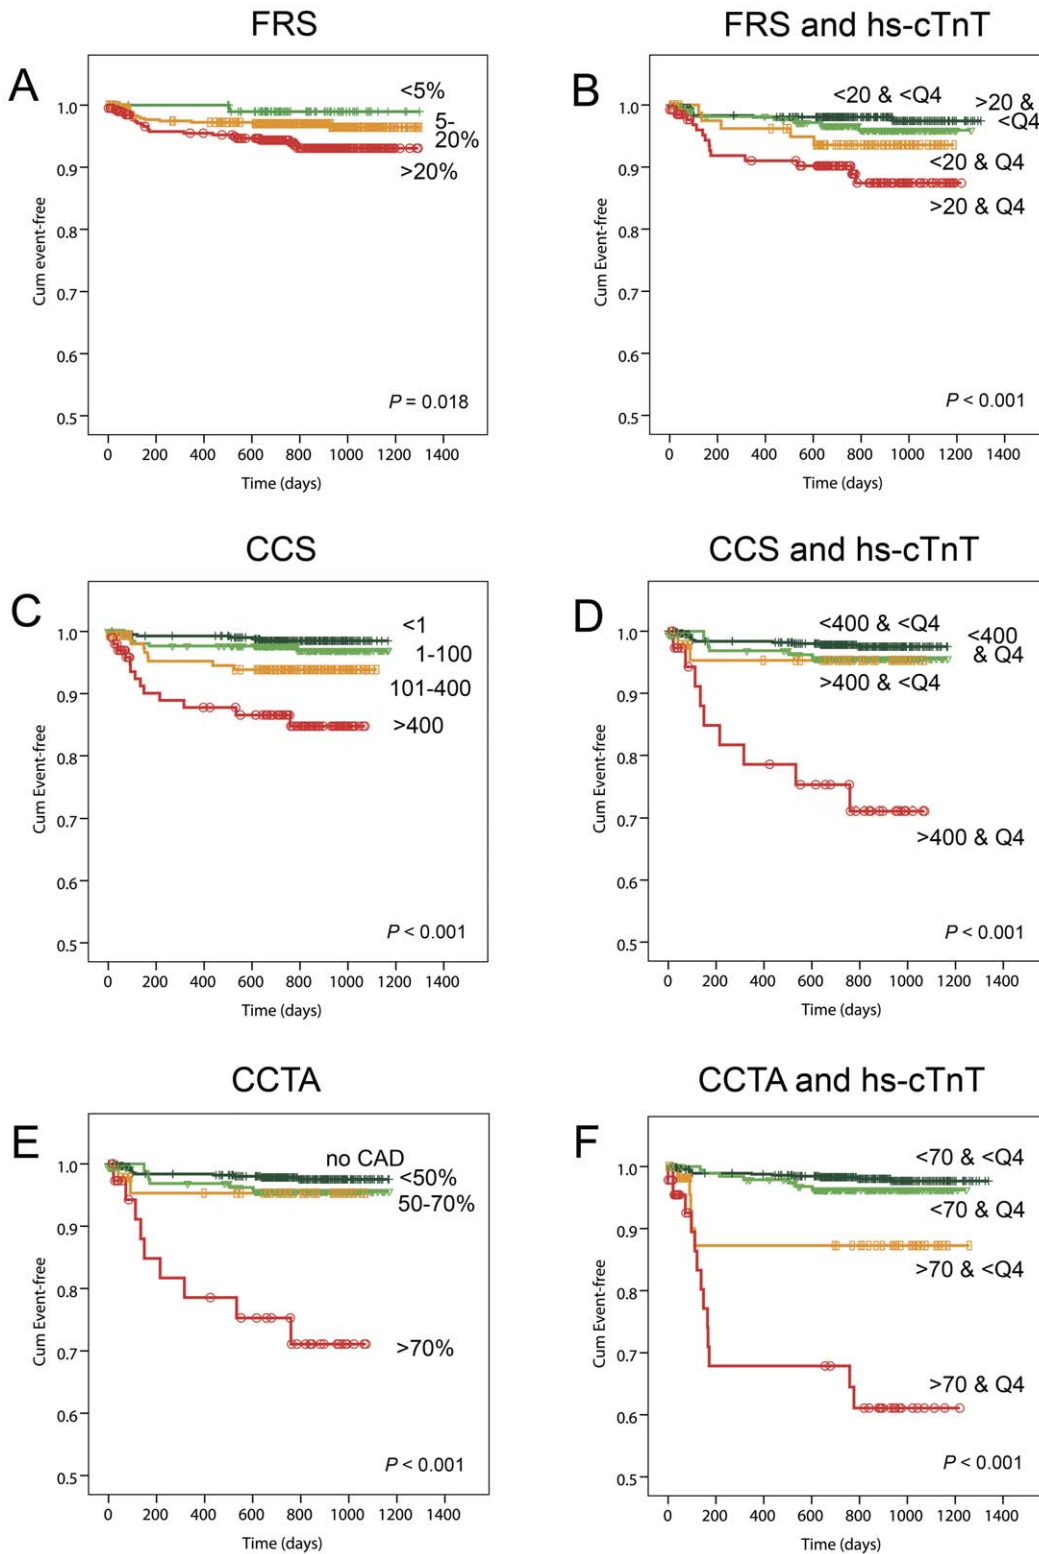 FRS
FRS and hs-cTnT
A
1.0
0.9
0.8
0.7
0.6
0.5
Cum event-free
<5%
5-
20%
>20%
P = 0.018
0 200 400 600 800 1000 1200 1400
Time (days)
B
1.0
0.9
0.8
0.7
0.6
0.5
Cum Event-free
<20 & <Q4
>20 &
<Q4
<20 & Q4
>20 & Q4
P < 0.001
0 200 400 600 800 1000 1200 1400
Time (days)
CCS
CCS and hs-cTnT
C
1.0
0.9
0.8
0.7
0.6
0.5
Cum Event-free
<1
1-100
101-400
>400
P < 0.001
0 200 400 600 800 1000 1200 1400
Time (days)
D
1.0
0.9
0.8
0.7
0.6
0.5
Cum Event-free
<400 & <Q4
<400
& Q4
>400 & <Q4
>400 & Q4
P < 0.001
0 200 400 600 800 1000 1200 1400
Time (days)
CCTA
CCTA and hs-cTnT
E
1.0
0.9
0.8
0.7
0.6
0.5
Cum Event-free
no CAD
<50%
50-70%
>70%
P < 0.001
0 200 400 600 800 1000 1200 1400
Time (days)
F
1.0
0.9
0.8
0.7
0.6
0.5
Cum Event-free
<70 & <Q4
<70 & Q4
>70 & <Q4
>70 & Q4
P < 0.001
0 200 400 600 800 1000 1200 1400
Time (days)